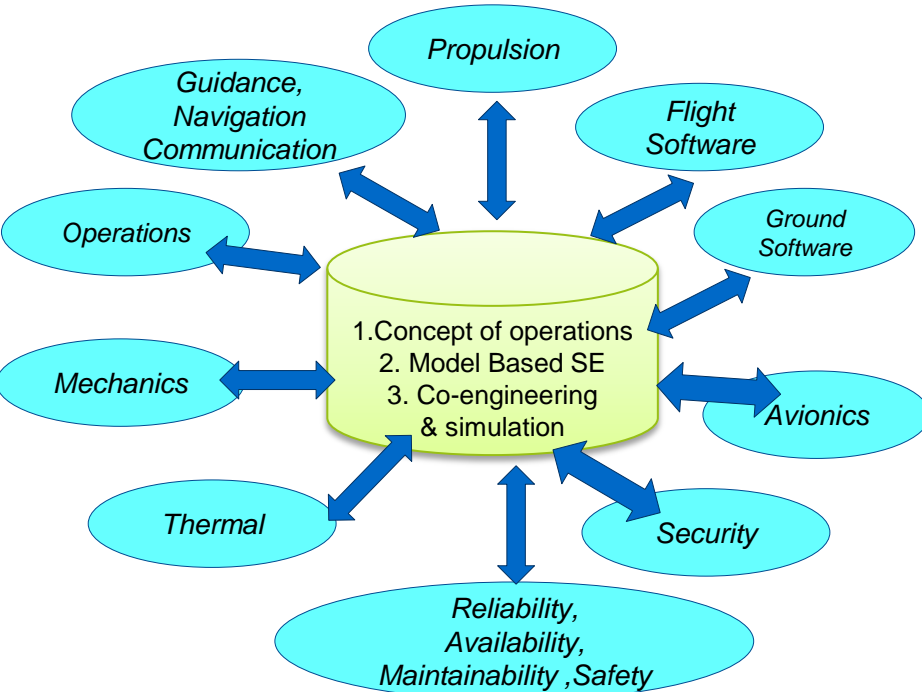 Propulsion
Guidance,
Navigation
Communication
Flight
Software
Operations
Ground
Software
1.Concept of operations
2. Model Based SE
3. Co-engineering
& simulation
Mechanics
Avionics
Thermal
Security
Reliability,
Availability,
Maintainability ,Safety